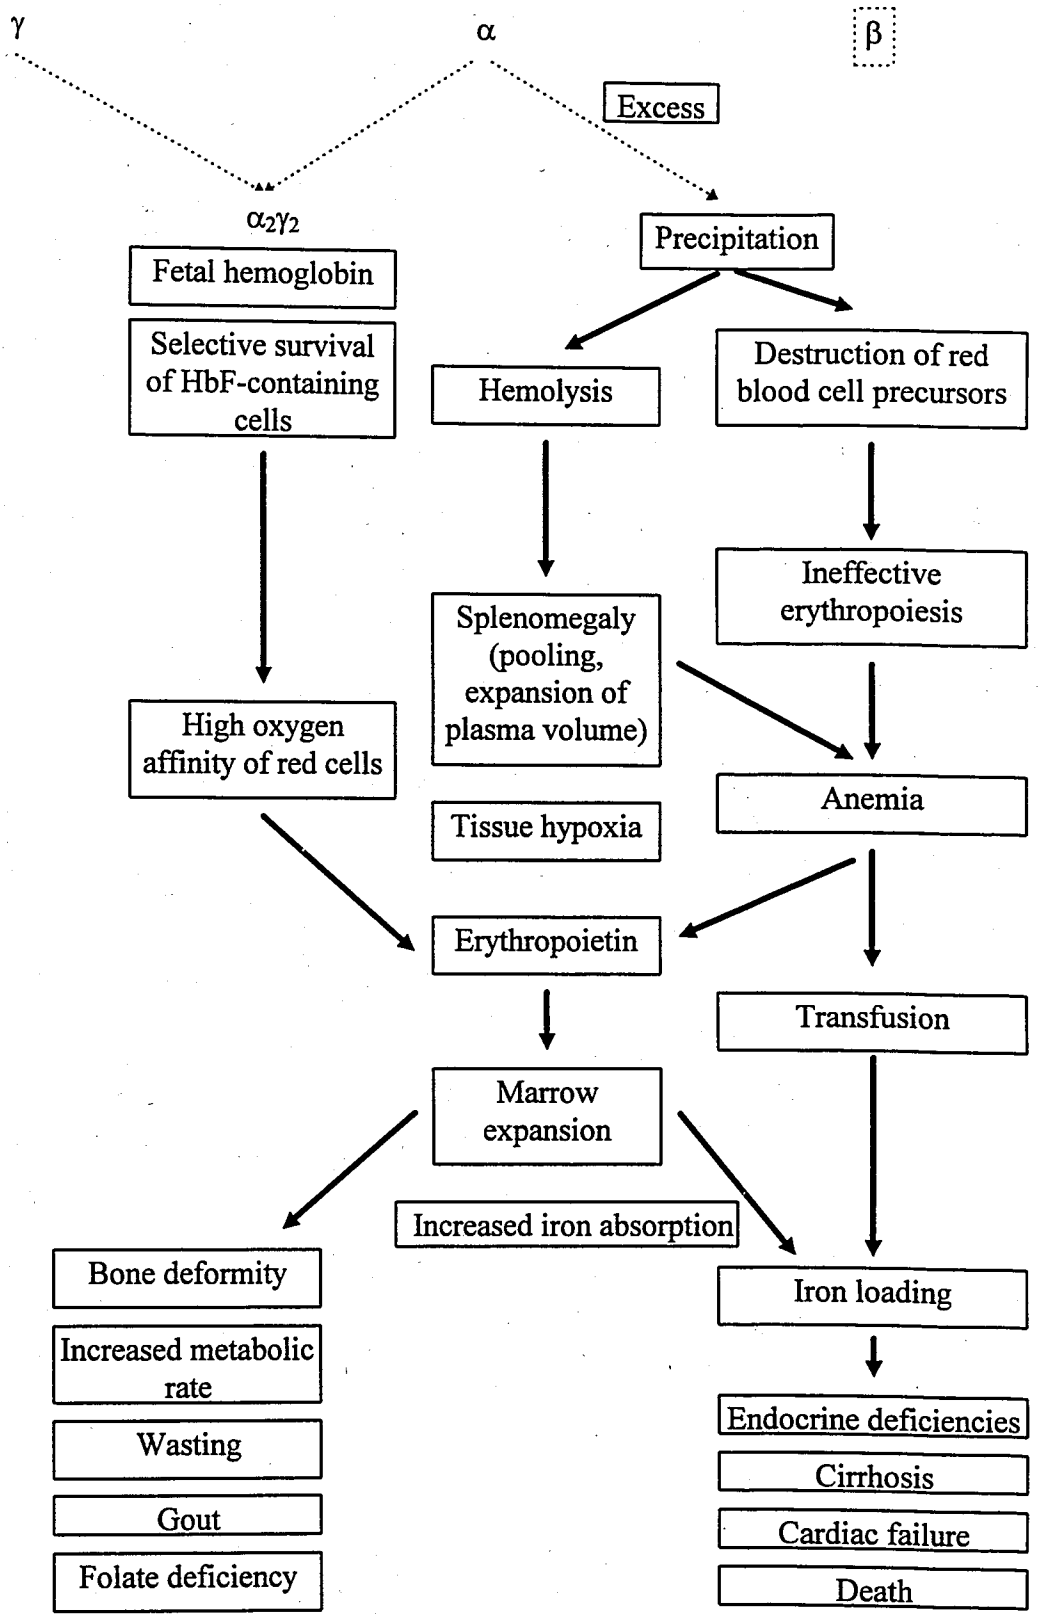 γ
α
β
Excess
α₂γ₂
Fetal hemoglobin
Selective survival
of HbF-containing
cells
High oxygen
affinity of red cells
Precipitation
Hemolysis
Destruction of red
blood cell precursors
Splenomegaly
(pooling,
expansion of
plasma volume)
Ineffective
erythropoiesis
Tissue hypoxia
Anemia
Erythropoietin
Transfusion
Marrow
expansion
Increased iron absorption
Bone deformity
Increased metabolic
rate
Wasting
Gout
Folate deficiency
Iron loading
Endocrine deficiencies
Cirrhosis
Cardiac failure
Death